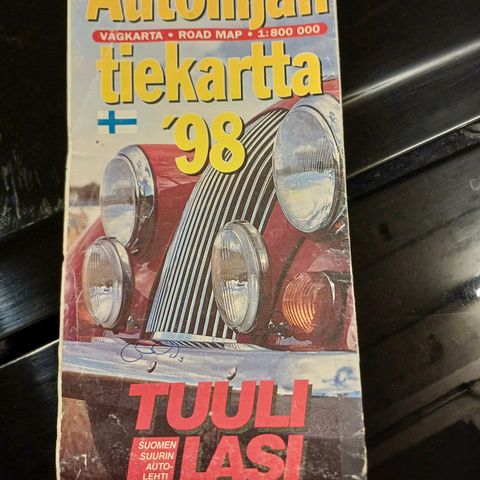 Autoilijan
VÄGKARTA • ROAD MAP • 1:800 000
tiekartta
'98
TUULI
LASI
SUOMEN
SUURIN
AUTO-
LEHTI